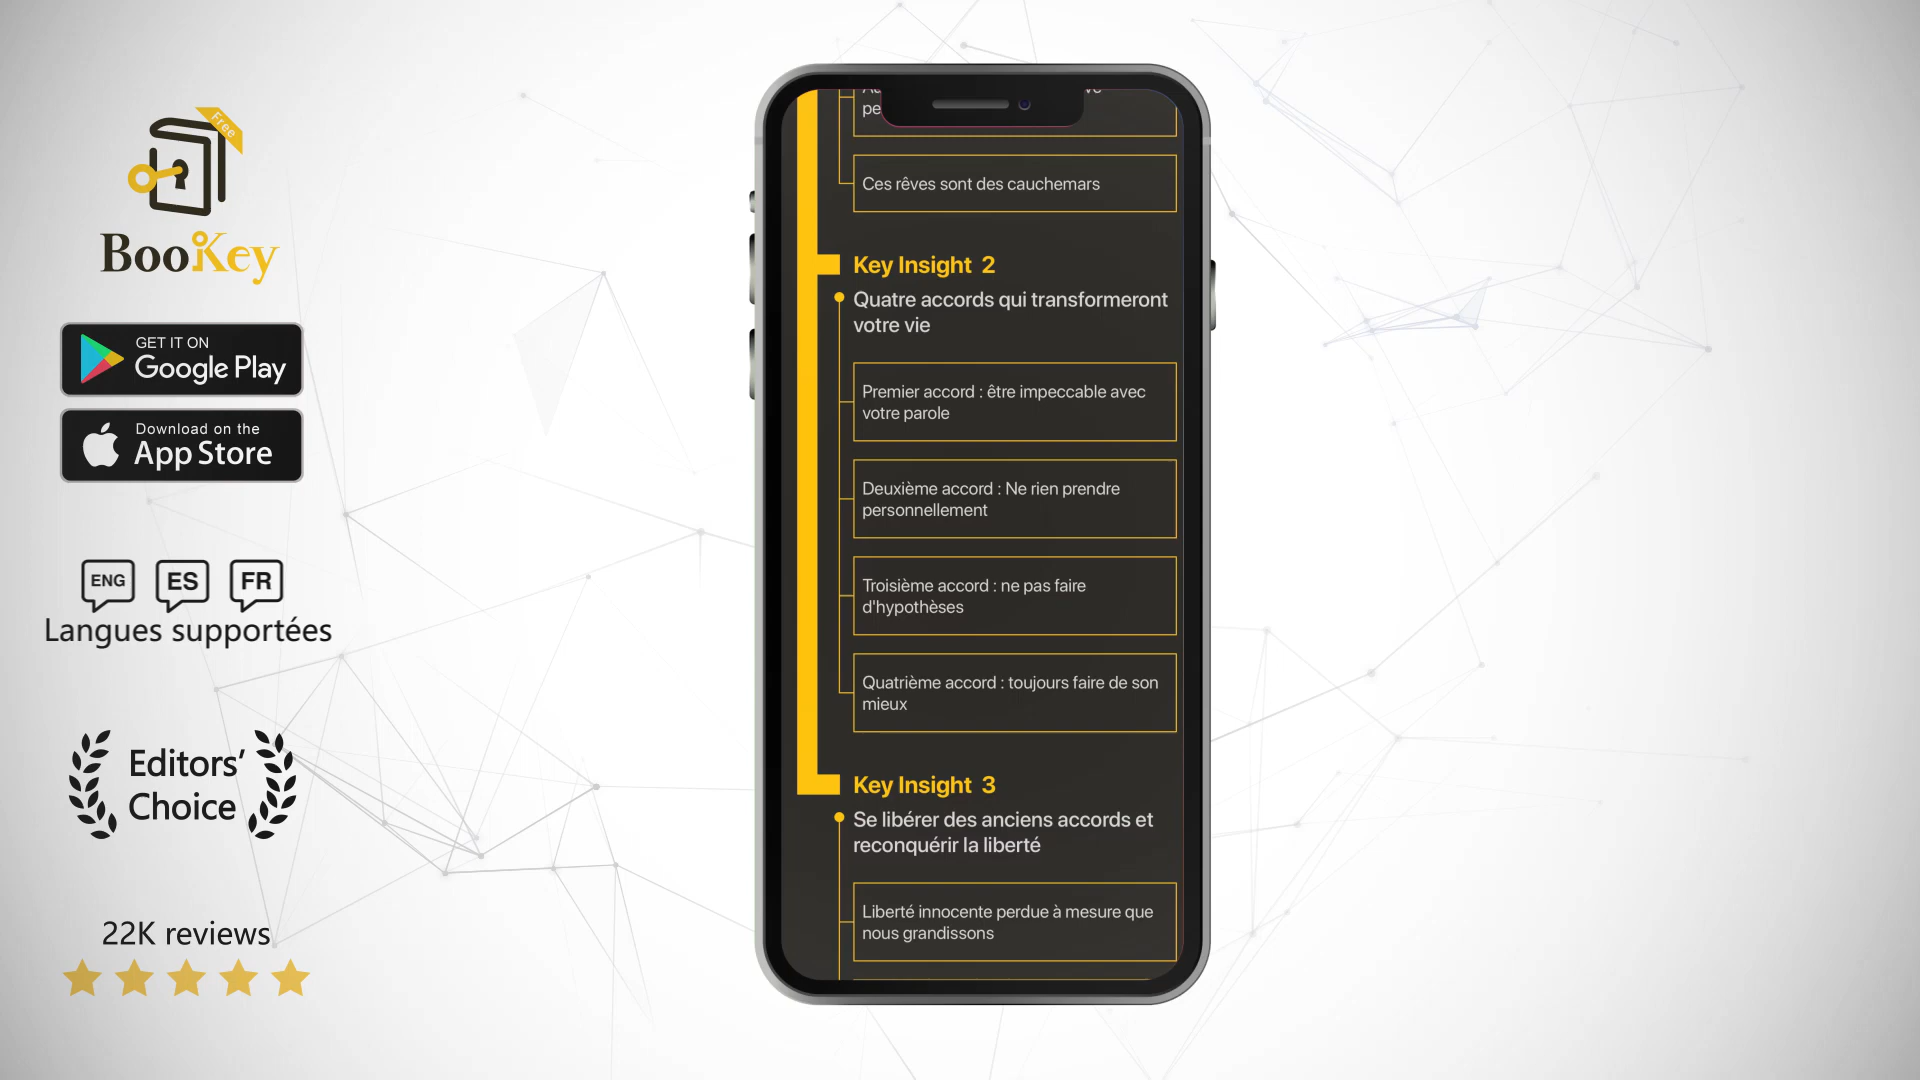 Free
BooKey
GET IT ON
Google Play
Download on the
App Store
ENG ES FR
Langues supportées
Editors’
Choice
22K reviews
pe
Ces rêves sont des cauchemars
Key Insight 2
Quatre accords qui transformeront
votre vie
Premier accord : être impeccable avec
votre parole
Deuxième accord : Ne rien prendre
personnellement
Troisième accord : ne pas faire
d'hypothèses
Quatrième accord : toujours faire de son
mieux
Key Insight 3
Se libérer des anciens accords et
reconquérir la liberté
Liberté innocente perdue à mesure que
nous grandissons